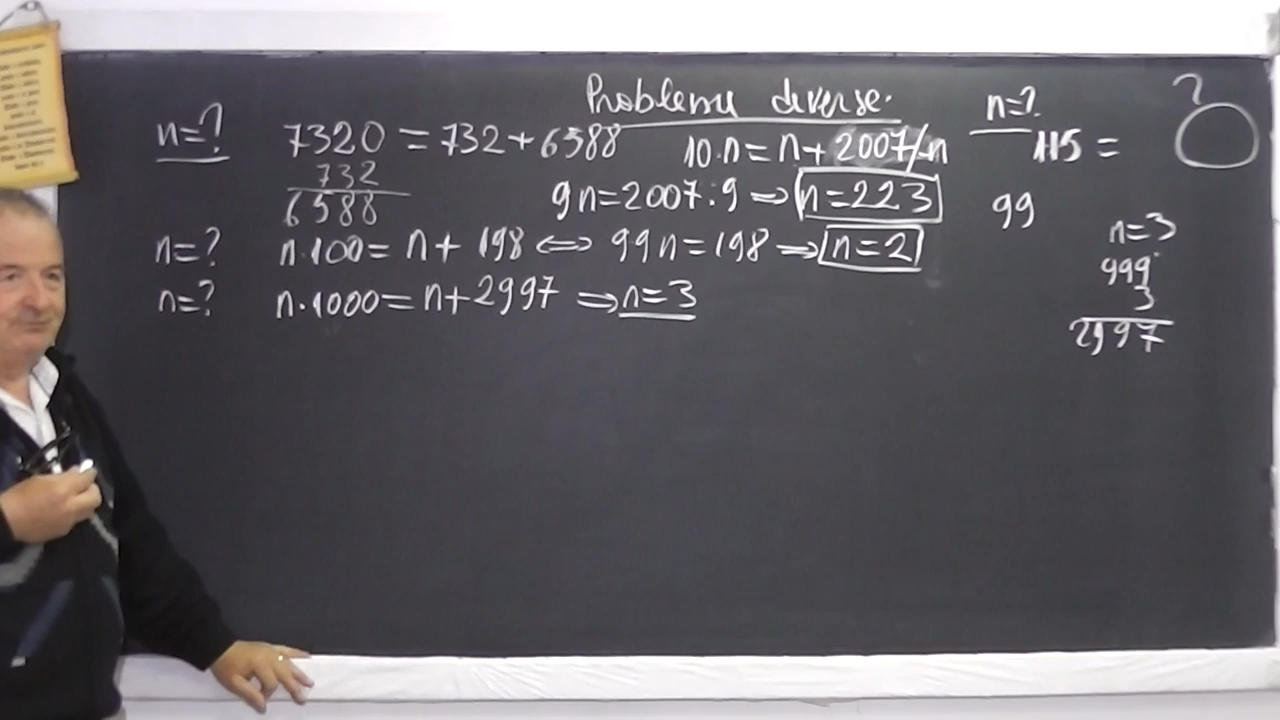 Probleme diverse.
n=? 7320 = 732 + 6588 10·n = n + 2007 /n n=? 115 =
732
6588 9n = 2007 : 9 ⇒ n = 223 99
n=? n·100 = n + 198 ⇔ 99n = 198 ⇒ n = 2
n=? n·1000 = n + 2997 ⇒ n = 3
n=3
999
3
2997